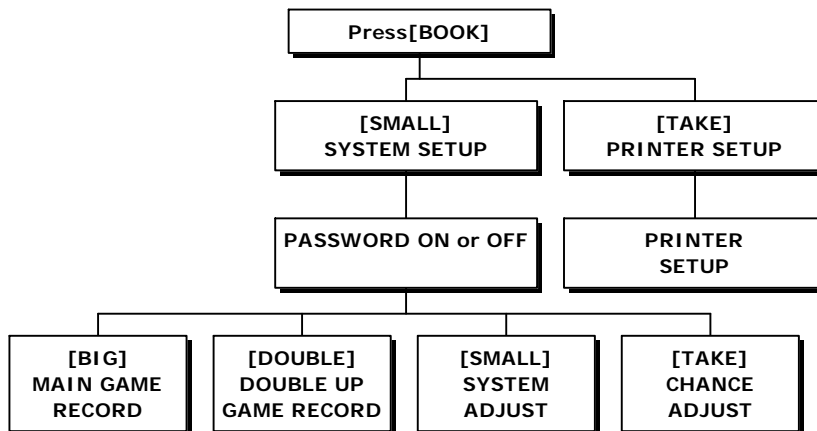 Press[BOOK]
[SMALL]
SYSTEM SETUP
[TAKE]
PRINTER SETUP
PASSWORD ON or OFF
PRINTER
SETUP
[BIG]
MAIN GAME
RECORD
[DOUBLE]
DOUBLE UP
GAME RECORD
[SMALL]
SYSTEM
ADJUST
[TAKE]
CHANCE
ADJUST